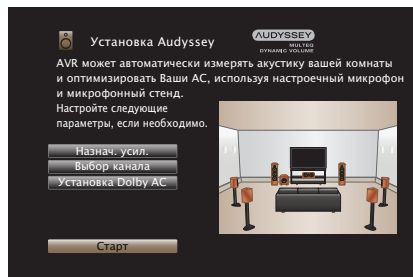 Установка Audyssey
AUDYSSEY
MULTEQ
DYNAMIC VOLUME
AVR может автоматически измерять акустику вашей комнаты
и оптимизировать Ваши АС, используя настроечный микрофон
и микрофонный стенд.
Настройте следующие
параметры, если необходимо.
Назнач. усил.
Выбор канала
Установка Dolby АС
Старт